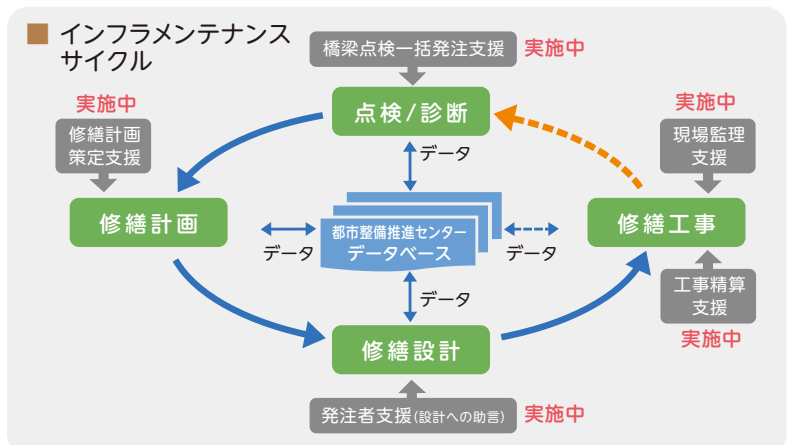 インフラメンテナンス
サイクル
橋梁点検一括発注支援
実施中
点検/診断
実施中
修繕計画
策定支援
修繕計画
データ
データ
都市整備推進センター
データベース
データ
実施中
現場監理
支援
修繕工事
工事精算
支援
実施中
データ
修繕設計
発注者支援(設計への助言)
実施中